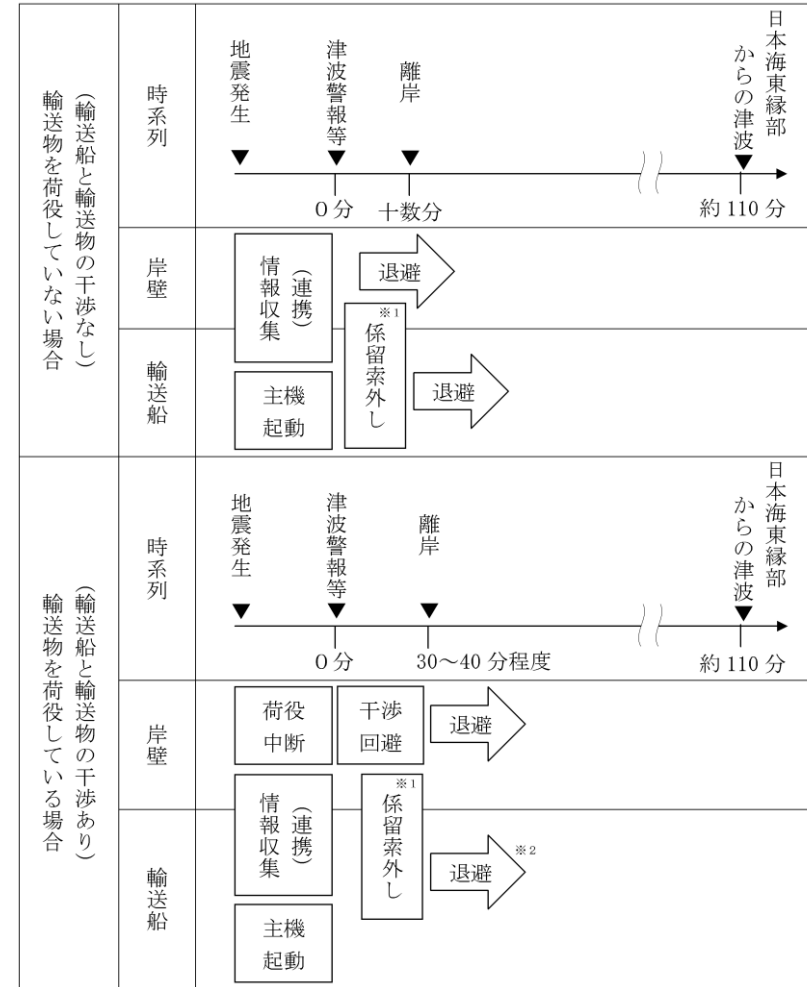 輸送物を荷役していない場合
(輸送船と輸送物の干渉なし)
時系列
地震発生
津波警報等
離岸
日本海東縁部
からの津波
0分
十数分
約110分
岸壁
情報収集
(連携)
退避
※1
係留索外し
輸送船
主機
起動
退避
輸送物を荷役している場合
(輸送船と輸送物の干渉あり)
時系列
地震発生
津波警報等
離岸
日本海東縁部
からの津波
0分
30~40分程度
約110分
岸壁
荷役
中断
干渉
回避
退避
情報収集
(連携)
※1
係留索外し
輸送船
退避
※2
主機
起動